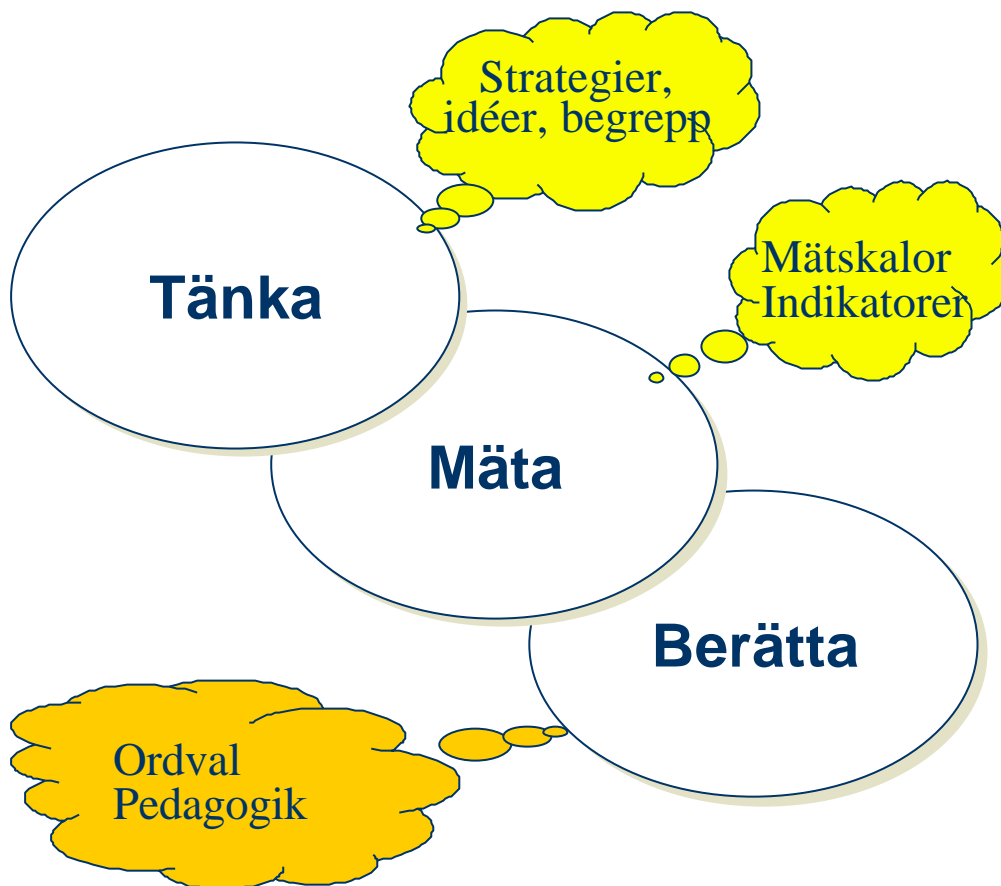 Strategier,
idéer, begrepp
Tänka
Mätskalor
Indikatorer
Mäta
Berätta
Ordval
Pedagogik